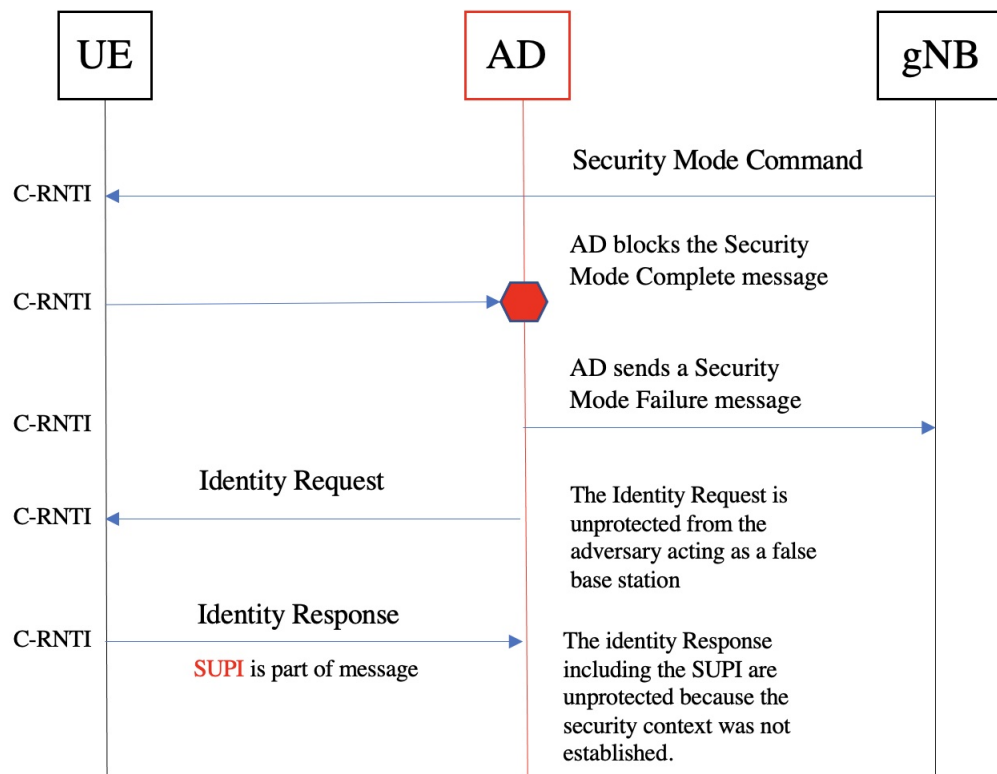 UE
AD
gNB
Security Mode Command
C-RNTI
AD blocks the Security
Mode Complete message
C-RNTI
AD sends a Security
Mode Failure message
C-RNTI
Identity Request
C-RNTI
The Identity Request is
unprotected from the
adversary acting as a false
base station
Identity Response
C-RNTI
SUPI is part of message
The identity Response
including the SUPI are
unprotected because the
security context was not
established.